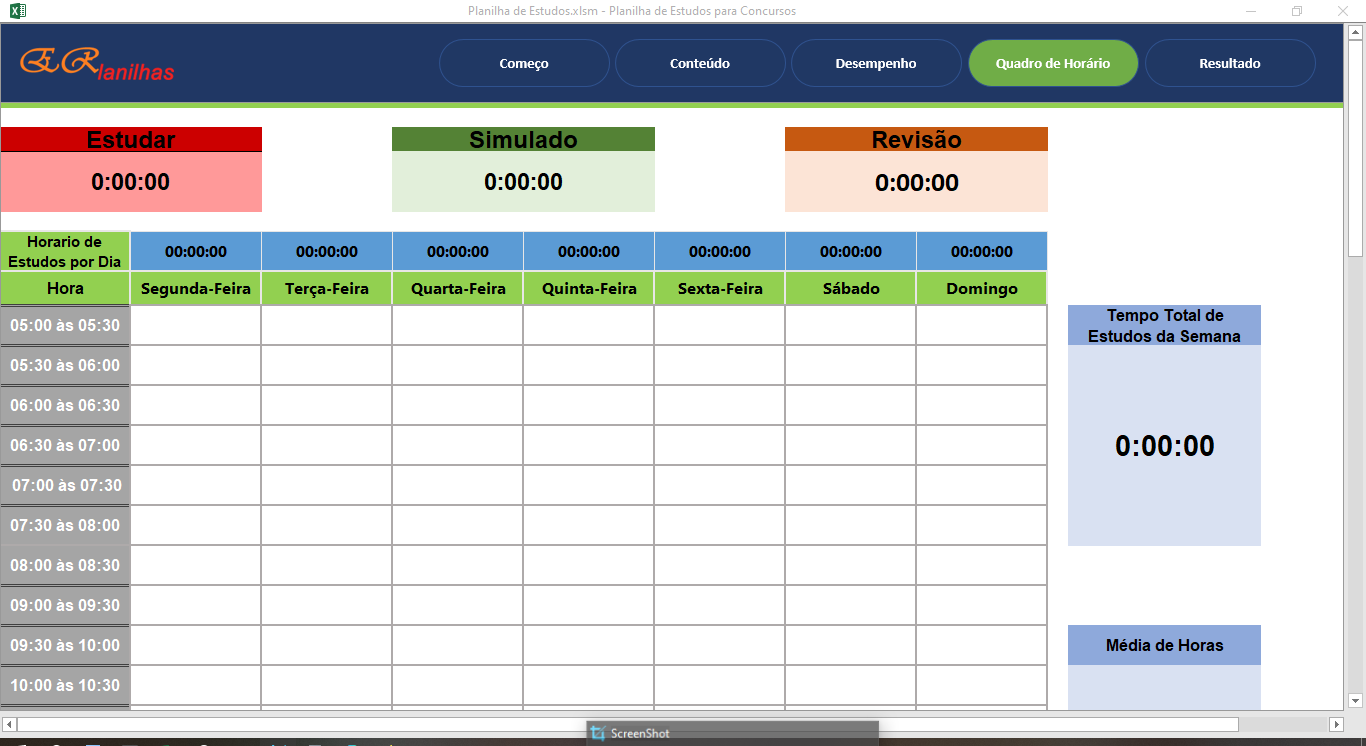 Planilha de Estudos.xlsm - Planilha de Estudos para Concursos
ER lanilhas
Começo
Conteúdo
Desempenho
Quadro de Horário
Resultado
Estudar
Simulado
Revisão
0:00:00
0:00:00
0:00:00
Horario de
Estudos por Dia
00:00:00
00:00:00
00:00:00
00:00:00
00:00:00
00:00:00
00:00:00
Hora
Segunda-Feira
Terça-Feira
Quarta-Feira
Quinta-Feira
Sexta-Feira
Sábado
Domingo
05:00 às 05:30
05:30 às 06:00
06:00 às 06:30
06:30 às 07:00
07:00 às 07:30
07:30 às 08:00
08:00 às 08:30
09:00 às 09:30
09:30 às 10:00
10:00 às 10:30
Tempo Total de
Estudos da Semana
0:00:00
Média de Horas
ScreenShot